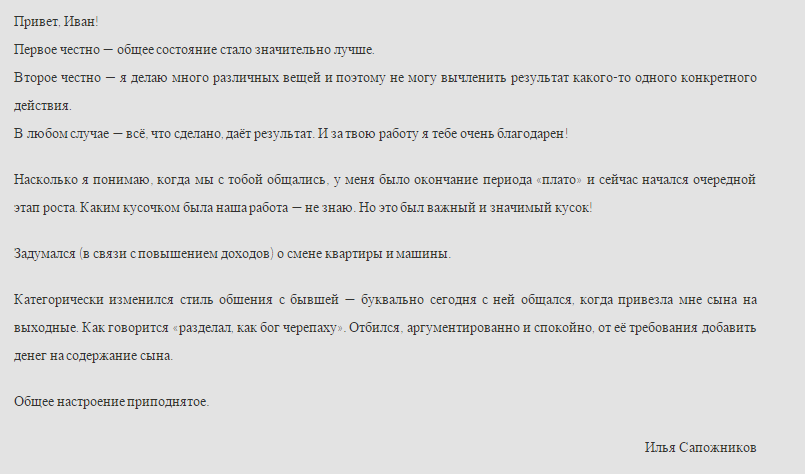 Привет, Иван!
Первое честно — общее состояние стало значительно лучше.
Второе честно — я делаю много различных вещей и поэтому не могу вычленить результат какого-то одного конкретного
действия.
В любом случае — всё, что сделано, даёт результат. И за твою работу я тебе очень благодарен!
Насколько я понимаю, когда мы с тобой общались, у меня было окончание периода «плато» и сейчас начался очередной
этап роста. Каким кусочком была наша работа — не знаю. Но это был важный и значимый кусок!
Задумался (в связи с повышением доходов) о смене квартиры и машины.
Категорически изменился стиль обшения с бывшей — буквально сегодня с ней общался, когда привезла мне сына на
выходные. Как говорится «разделал, как бог черепаху». Отбился, аргументированно и спокойно, от её требования добавить
денег на содержание сына.
Общее настроение приподнятое.
Илья Сапожников